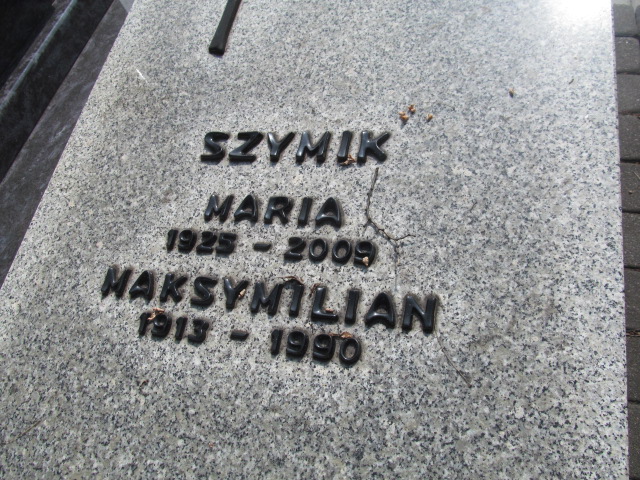 SZYMIK
MARIA
1925 - 2009
MAKSYMILIAN
1913 - 1990